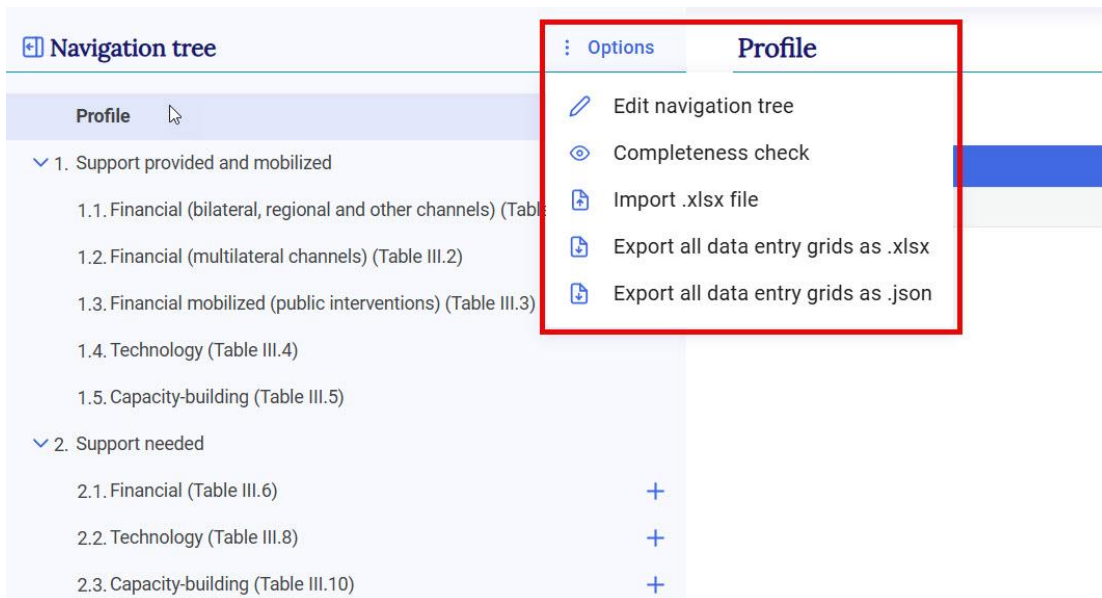 Navigation tree
Options
Profile
Profile
Edit navigation tree
Completeness check
Import .xlsx file
Export all data entry grids as .xlsx
Export all data entry grids as .json
1. Support provided and mobilized
1.1. Financial (bilateral, regional and other channels) (Table
1.2. Financial (multilateral channels) (Table III.2)
1.3. Financial mobilized (public interventions) (Table III.3)
1.4. Technology (Table III.4)
1.5. Capacity-building (Table III.5)
2. Support needed
2.1. Financial (Table III.6)
2.2. Technology (Table III.8)
2.3. Capacity-building (Table III.10)